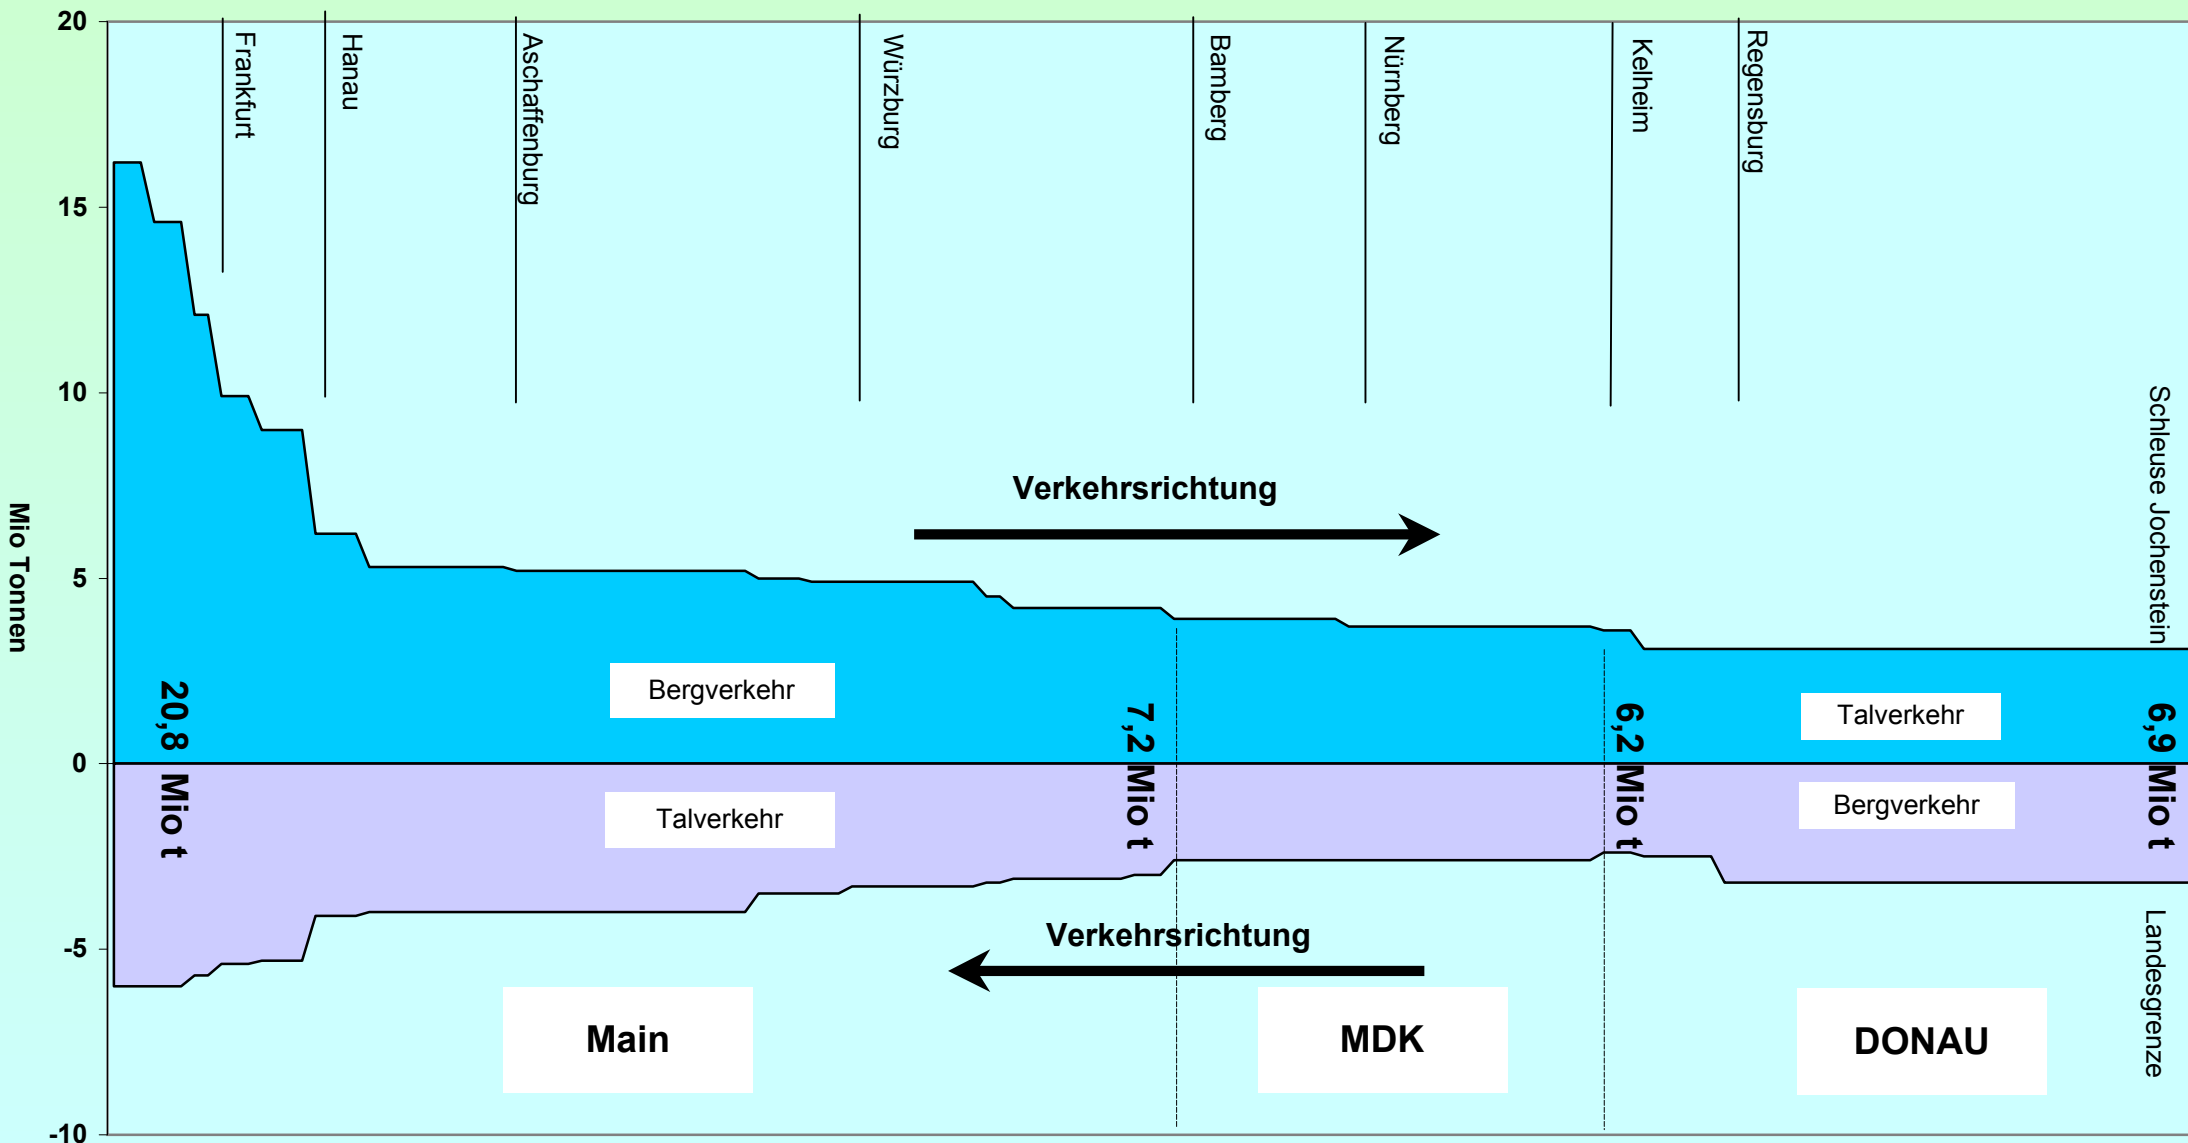 20
15
10
5
0
-5
-10
Mio Tonnen
Frankfurt
Hanau
Aschaffenburg
Würzburg
Bamberg
Nürnberg
Kelheim
Regensburg
Schleuse Jochenstein
Landesgrenze
Verkehrsrichtung
Bergverkehr
Talverkehr
20,8 Mio t
7,2 Mio t
6,2 Mio t
6,9 Mio t
Talverkehr
Bergverkehr
Verkehrsrichtung
Main
MDK
DONAU